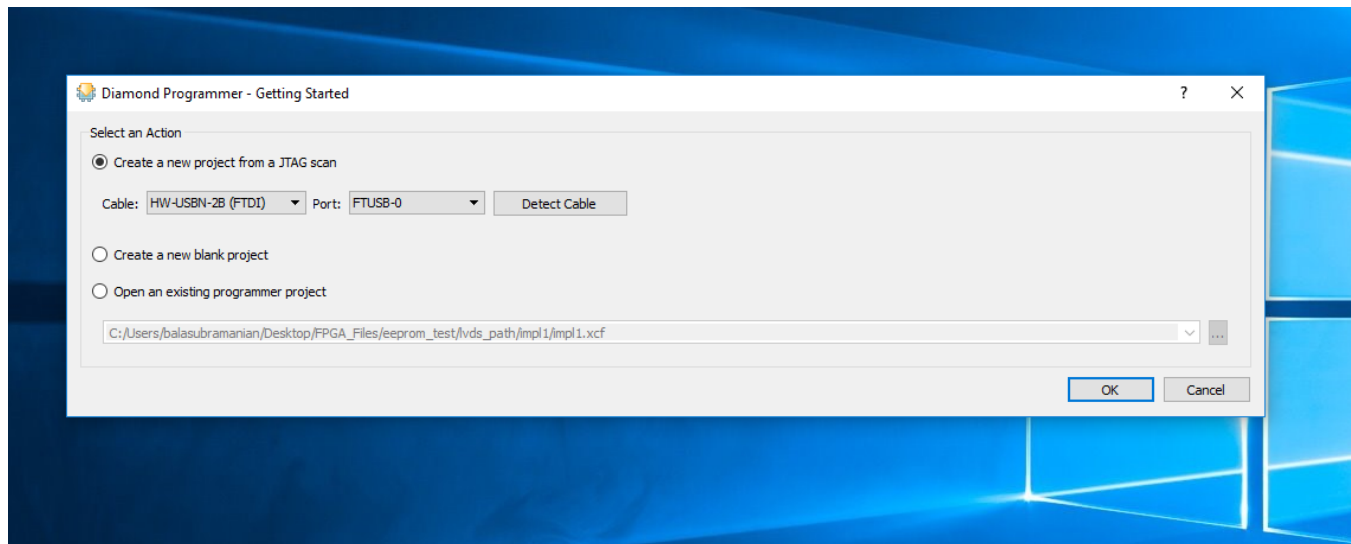 Diamond Programmer - Getting Started
Select an Action
Create a new project from a JTAG scan
Cable: HW-USBN-2B (FTDI) Port: FTUSB-0 Detect Cable
Create a new blank project
Open an existing programmer project
C:/Users/balasubramanian/Desktop/FPGA_Files/eeprom_test/lvds_path/impl1/impl1.xcf ...
OK Cancel